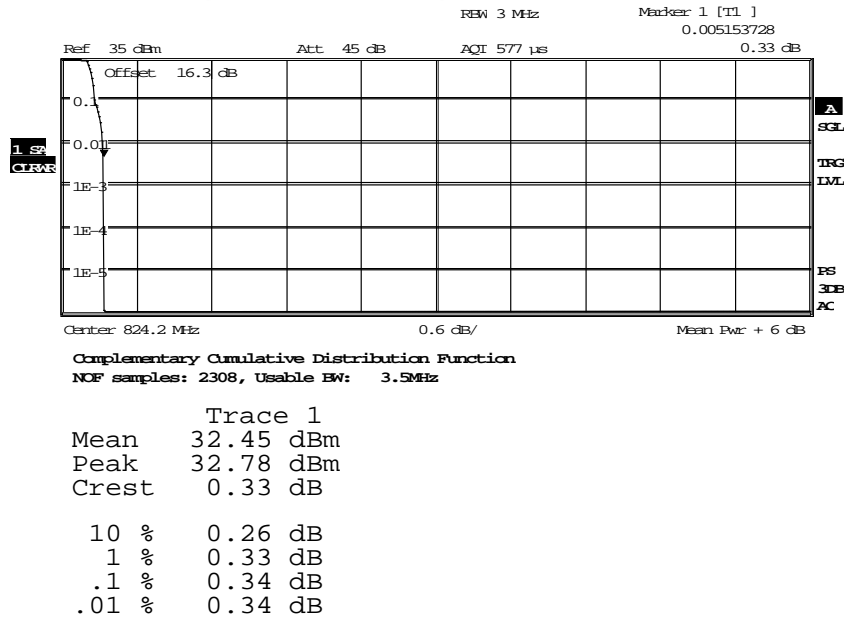 RBW 3 MHz Marker 1 [T1 ]
0.005153728
Ref 35 dBm Att 45 dB AQT 577 µs 0.33 dB
Offset 16.3 dB
0.1
A
SGL
0.01
1 SA
CLRWR
TRG
LVL
1E-3
1E-4
1E-5
PS
3DB
AC
Center 824.2 MHz 0.6 dB/ Mean Pwr + 6 dB
Complementary Cumulative Distribution Function
NOF samples: 2308, Usable BW: 3.5MHz
Trace 1
Mean 32.45 dBm
Peak 32.78 dBm
Crest 0.33 dB
10 % 0.26 dB
1 % 0.33 dB
.1 % 0.34 dB
.01 % 0.34 dB